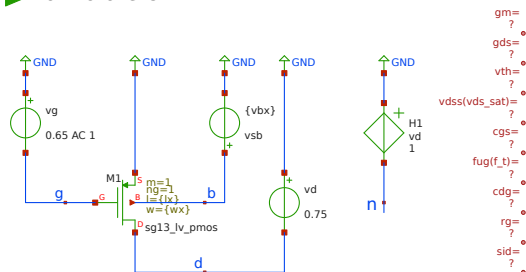 GND
GND
GND
GND
GND
vg
0.65 AC 1
{vbx}
vsb
H1
vd
1
M1
S
m=1
ng=1
l={lx}
w={wx}
G
B
D
sg13_lv_pmos
g
b
d
n
vd
0.75
gm=
?
gds=
?
vth=
?
vdss(vds_sat)=
?
cgs=
?
fug(f_t)=
?
cdg=
?
rg=
?
sid=
?